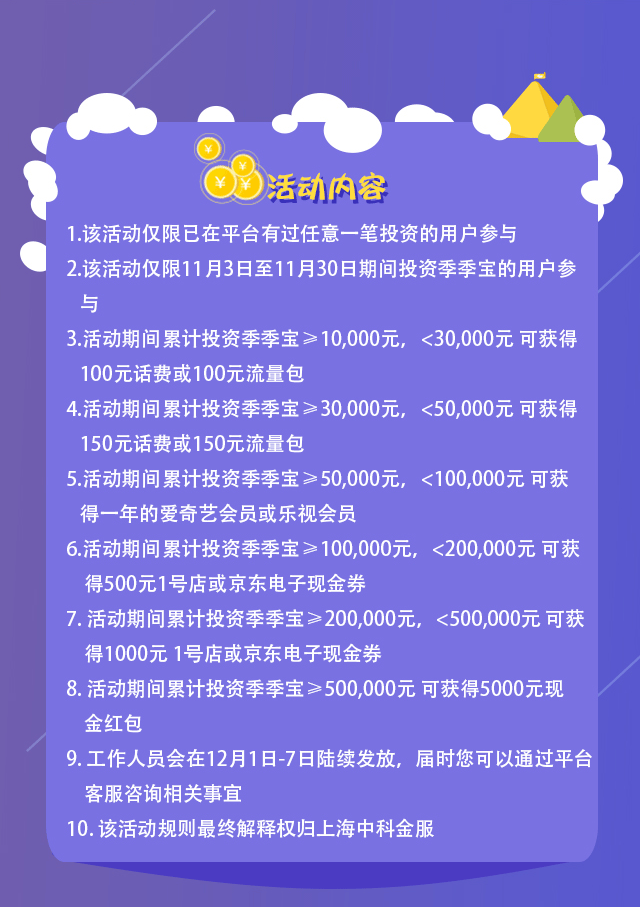 活动内容
1.该活动仅限已在平台有过任意一笔投资的用户参与
2.该活动仅限11月3日至11月30日期间投资季季宝的用户参
与
3.活动期间累计投资季季宝≥10,000元，<30,000元 可获得
100元话费或100元流量包
4.活动期间累计投资季季宝≥30,000元，<50,000元 可获得
150元话费或150元流量包
5.活动期间累计投资季季宝≥50,000元，<100,000元 可获
得一年的爱奇艺会员或乐视会员
6.活动期间累计投资季季宝≥100,000元，<200,000元 可获
得500元1号店或京东电子现金券
7. 活动期间累计投资季季宝≥200,000元，<500,000元 可获
得1000元 1号店或京东电子现金券
8. 活动期间累计投资季季宝≥500,000元 可获得5000元现
金红包
9. 工作人员会在12月1日-7日陆续发放，届时您可以通过平台
客服咨询相关事宜
10. 该活动规则最终解释权归上海中科金服